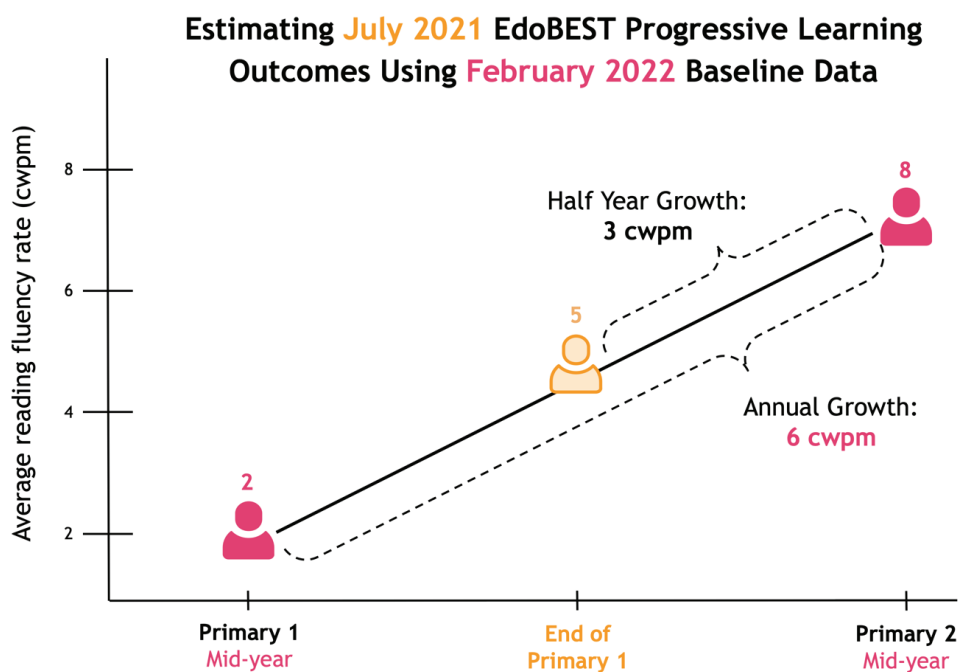 Estimating July 2021 EdoBEST Progressive Learning
Outcomes Using February 2022 Baseline Data
Average reading fluency rate (cwpm)
8
6
4
2
2
5
8
Half Year Growth:
3 cwpm
Annual Growth:
6 cwpm
Primary 1
Mid-year
End of
Primary 1
Primary 2
Mid-year